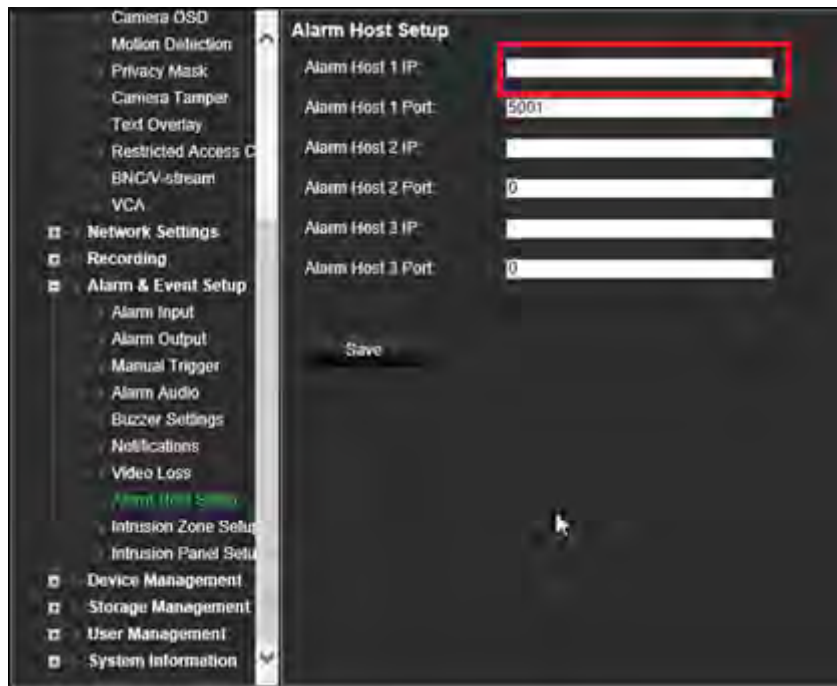 Camera OSD
Motion Detection
Privacy Mask
Camera Tamper
Text Overlay
Restricted Access C
BNC/V-stream
VCA
Network Settings
Recording
Alarm & Event Setup
Alarm Input
Alarm Output
Manual Trigger
Alarm Audio
Buzzer Settings
Notifications
Video Loss
Alarm Host Setup
Intrusion Zone Setup
Intrusion Panel Setu
Device Management
Storage Management
User Management
System Information
Alarm Host Setup
Alarm Host 1 IP:
Alarm Host 1 Port: 5001
Alarm Host 2 IP:
Alarm Host 2 Port: 0
Alarm Host 3 IP:
Alarm Host 3 Port: 0
Save